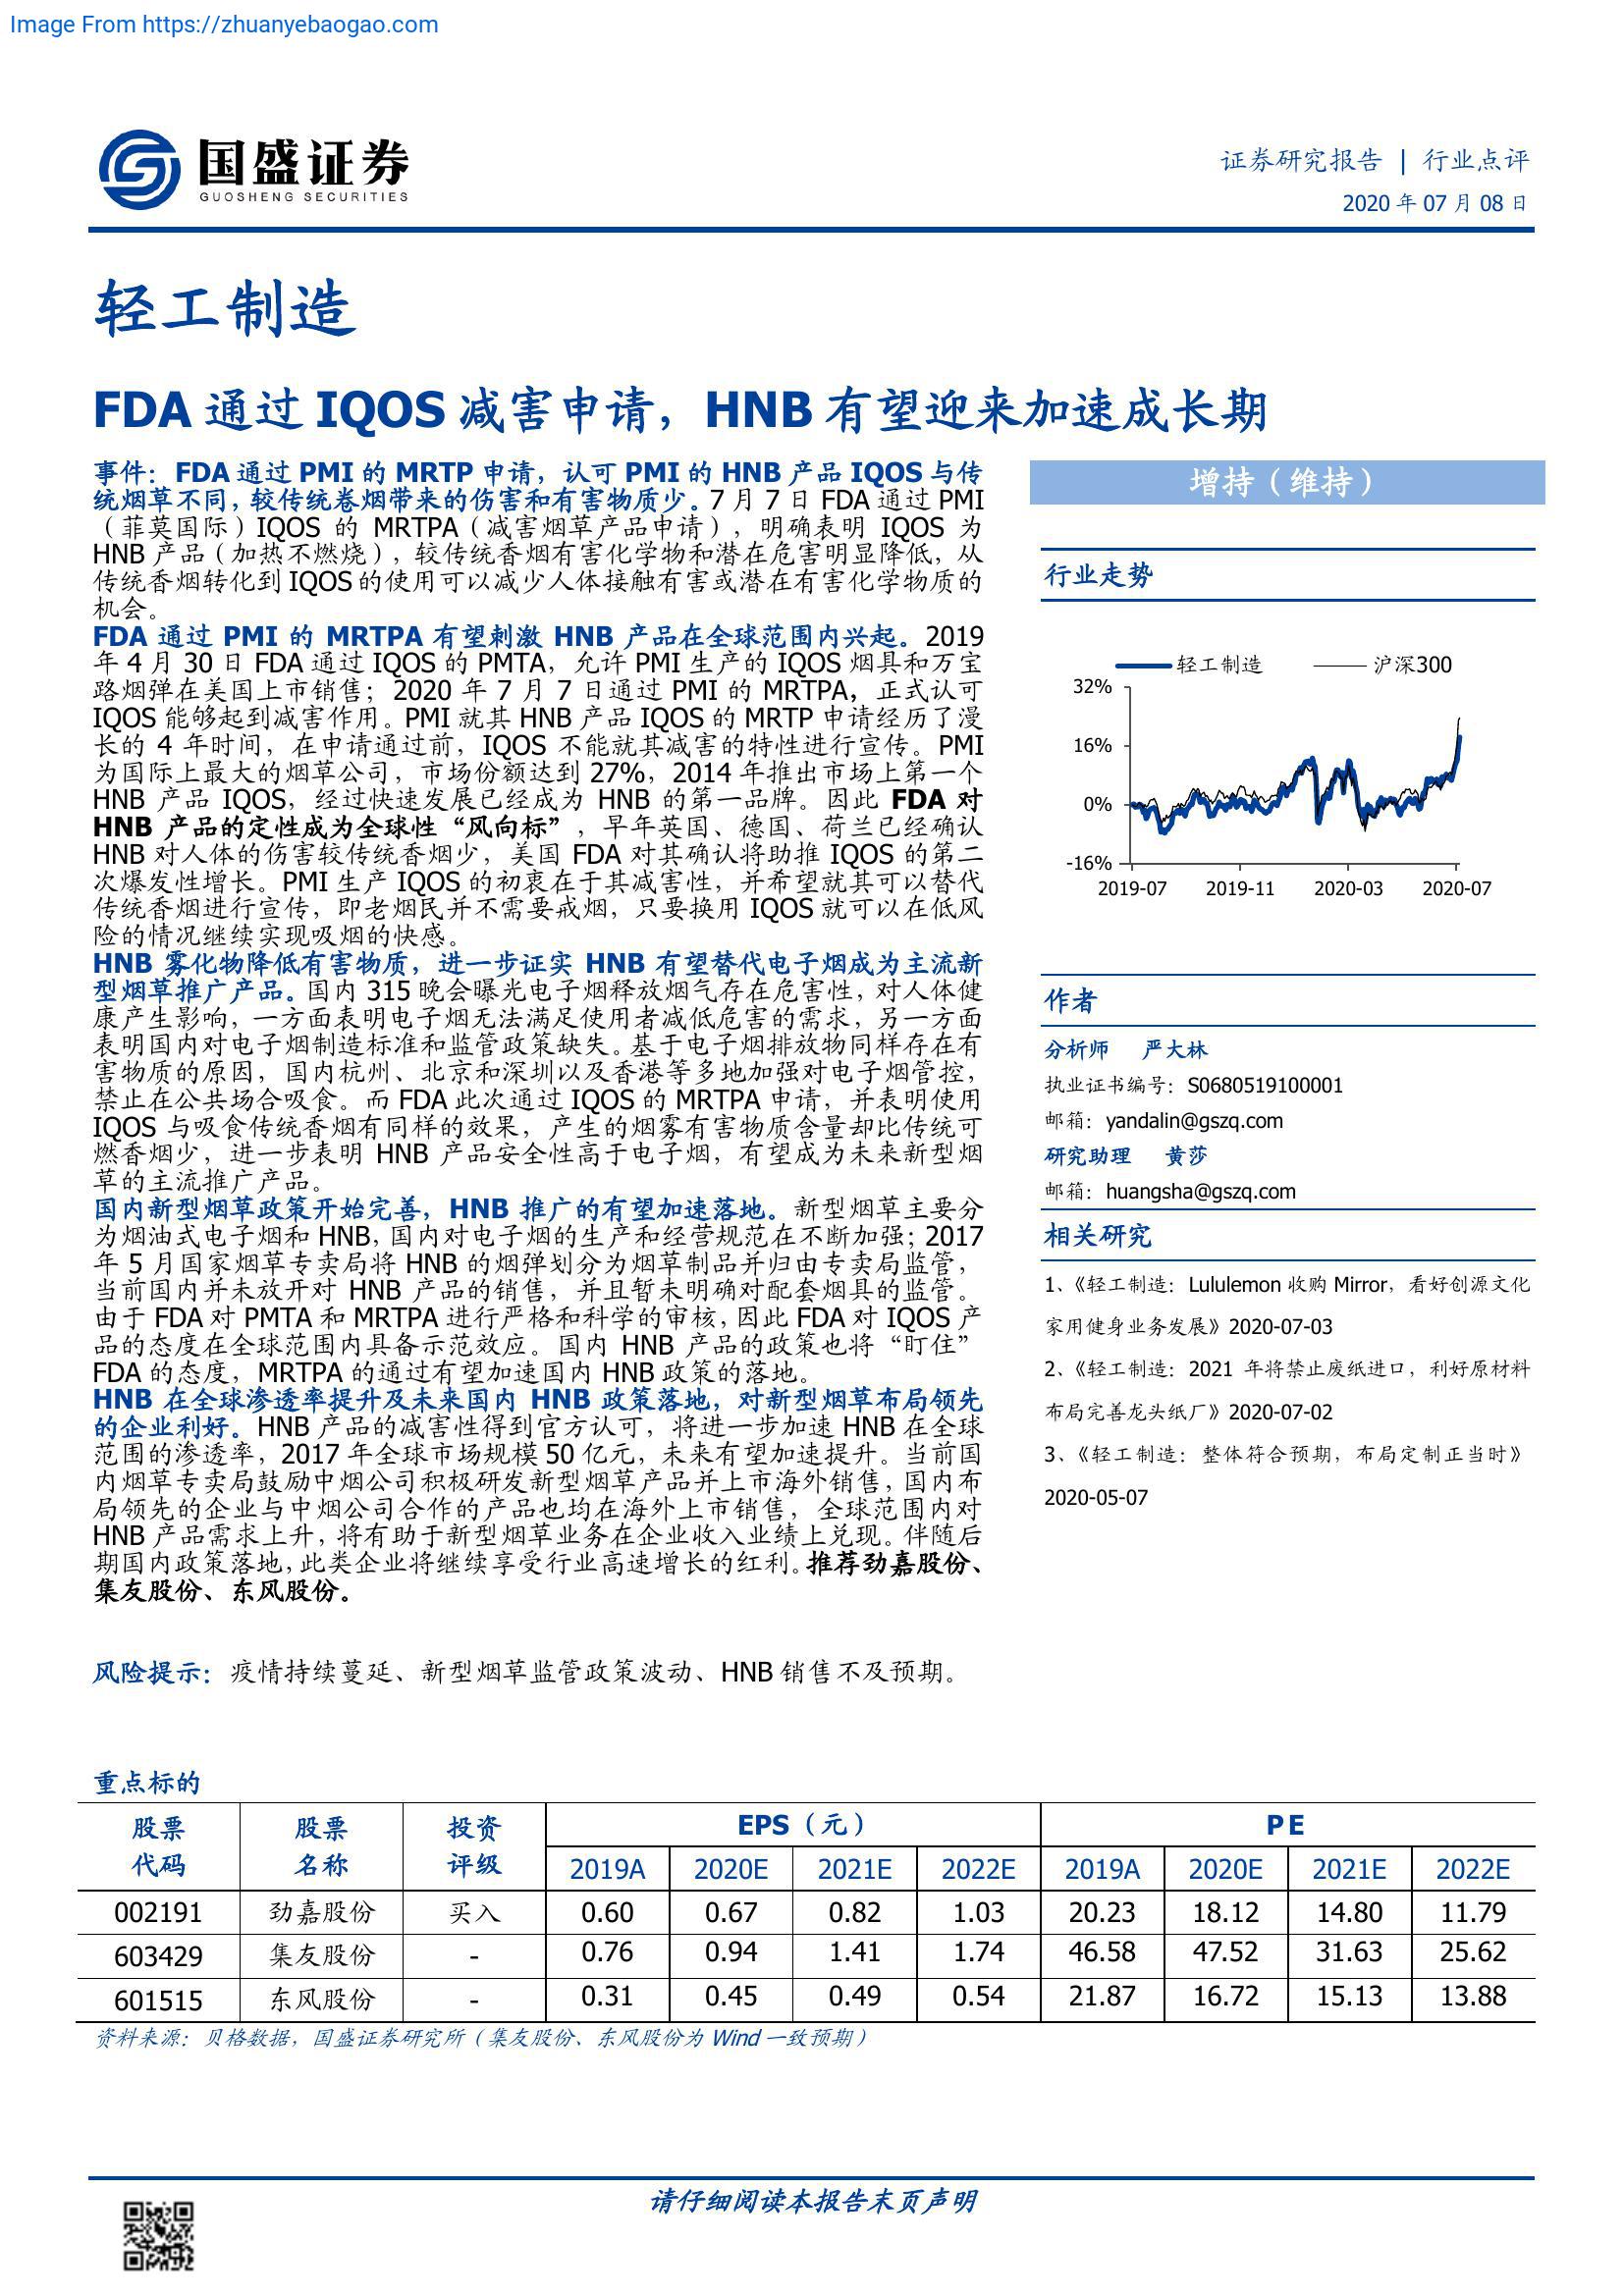 Image From https://zhuanyebaogao.com
国盛证券
GUOSHENG SECURITIES
证券研究报告 | 行业点评
2020 年 07 月 08 日
轻工制造
FDA 通过 IQOS 减害申请，HNB 有望迎来加速成长期
事件：FDA 通过 PMI 的 MRTP 申请，认可 PMI 的 HNB 产品 IQOS 与传
统烟草不同，较传统卷烟带来的伤害和有害物质少。7 月 7 日 FDA 通过 PMI
（菲莫国际）IQOS 的 MRTPA（减害烟草产品申请），明确表明 IQOS 为
HNB 产品（加热不燃烧），较传统香烟有害化学物和潜在危害明显降低，从
传统香烟转化到 IQOS 的使用可以减少人体接触有害或潜在有害化学物质的
机会。
FDA 通过 PMI 的 MRTPA 有望刺激 HNB 产品在全球范围内兴起。2019
年 4 月 30 日 FDA 通过 IQOS 的 PMTA，允许 PMI 生产的 IQOS 烟具和万宝
路烟弹在美国上市销售；2020 年 7 月 7 日通过 PMI 的 MRTPA，正式认可
IQOS 能够起到减害作用。PMI 就其 HNB 产品 IQOS 的 MRTP 申请经历了漫
长的 4 年时间，在申请通过前，IQOS 不能就其减害的特性进行宣传。PMI
为国际上最大的烟草公司，市场份额达到 27%，2014 年推出市场上第一个
HNB 产品 IQOS，经过快速发展已经成为 HNB 的第一品牌。因此 FDA 对
HNB 产品的定性成为全球性“风向标”，早年英国、德国、荷兰已经确认
HNB 对人体的伤害较传统香烟少，美国 FDA 对其确认将助推 IQOS 的第二
次爆发性增长。PMI 生产 IQOS 的初衷在于其减害性，并希望就其可以替代
传统香烟进行宣传，即老烟民并不需要戒烟，只要换用 IQOS 就可以在低风
险的情况继续实现吸烟的快感。
HNB 雾化物降低有害物质，进一步证实 HNB 有望替代电子烟成为主流新
型烟草推广产品。国内 315 晚会曝光电子烟释放烟气存在危害性，对人体健
康产生影响，一方面表明电子烟无法满足使用者减低危害的需求，另一方面
表明国内对电子烟制造标准和监管政策缺失。基于电子烟排放物同样存在有
害物质的原因，国内杭州、北京和深圳以及香港等多地加强对电子烟管控，
禁止在公共场合吸食。而 FDA 此次通过 IQOS 的 MRTPA 申请，并表明使用
IQOS 与吸食传统香烟有同样的效果，产生的烟雾有害物质含量却比传统可
燃香烟少，进一步表明 HNB 产品安全性高于电子烟，有望成为未来新型烟
草的主流推广产品。
国内新型烟草政策开始完善，HNB 推广的有望加速落地。新型烟草主要分
为烟油式电子烟和 HNB，国内对电子烟的生产和经营规范在不断加强；2017
年 5 月国家烟草专卖局将 HNB 的烟弹划分为烟草制品并归由专卖局监管，
当前国内并未放开对 HNB 产品的销售，并且暂未明确对配套烟具的监管。
由于 FDA 对 PMTA 和 MRTPA 进行严格和科学的审核，因此 FDA 对 IQOS 产
品的态度在全球范围内具备示范效应。国内 HNB 产品的政策也将“盯住”
FDA 的态度，MRTPA 的通过有望加速国内 HNB 政策的落地。
HNB 在全球渗透率提升及未来国内 HNB 政策落地，对新型烟草布局领先
的企业利好。HNB 产品的减害性得到官方认可，将进一步加速 HNB 在全球
范围的渗透率，2017 年全球市场规模 50 亿元，未来有望加速提升。当前国
内烟草专卖局鼓励中烟公司积极研发新型烟草产品并上市海外销售，国内布
局领先的企业与中烟公司合作的产品也均在海外上市销售，全球范围内对
HNB 产品需求上升，将有助于新型烟草业务在企业收入业绩上兑现。伴随后
期国内政策落地，此类企业将继续享受行业高速增长的红利。推荐劲嘉股份、
集友股份、东风股份。
风险提示：疫情持续蔓延、新型烟草监管政策波动、HNB 销售不及预期。
增持（维持）
行业走势
轻工制造 沪深300
32%
16%
0%
-16%
2019-07 2019-11 2020-03 2020-07
作者
分析师 严大林
执业证书编号：S0680519100001
邮箱：yandalin@gszq.com
研究助理 黄莎
邮箱：huangsha@gszq.com
相关研究
1、《轻工制造：Lululemon 收购 Mirror，看好创源文化
家用健身业务发展》2020-07-03
2、《轻工制造：2021 年将禁止废纸进口，利好原材料
布局完善龙头纸厂》2020-07-02
3、《轻工制造：整体符合预期，布局定制正当时》
2020-05-07
重点标的
股票代码 股票名称 投资评级 EPS（元） PE
2019A 2020E 2021E 2022E 2019A 2020E 2021E 2022E
002191 劲嘉股份 买入 0.60 0.67 0.82 1.03 20.23 18.12 14.80 11.79
603429 集友股份 - 0.76 0.94 1.41 1.74 46.58 47.52 31.63 25.62
601515 东风股份 - 0.31 0.45 0.49 0.54 21.87 16.72 15.13 13.88
资料来源：贝格数据，国盛证券研究所（集友股份、东风股份为 Wind 一致预期）
请仔细阅读本报告末页声明